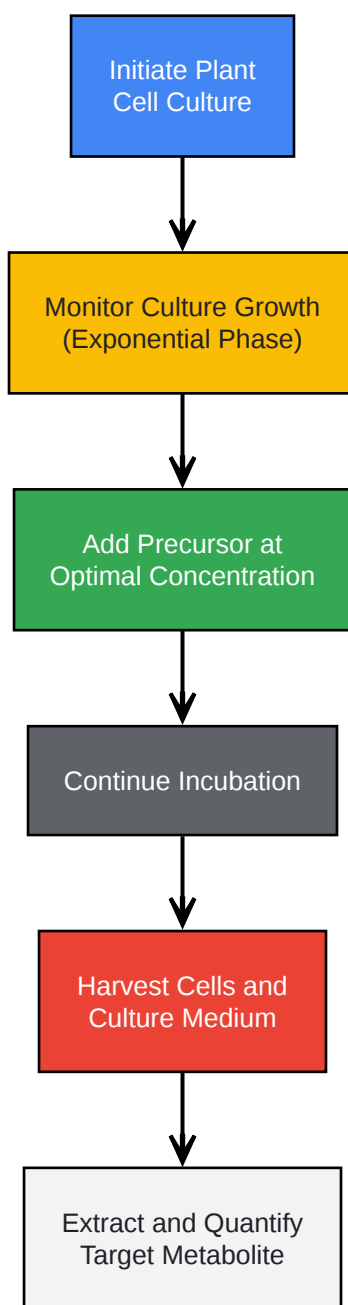 Initiate Plant
Cell Culture
Monitor Culture Growth
(Exponential Phase)
Add Precursor at
Optimal Concentration
Continue Incubation
Harvest Cells and
Culture Medium
Extract and Quantify
Target Metabolite